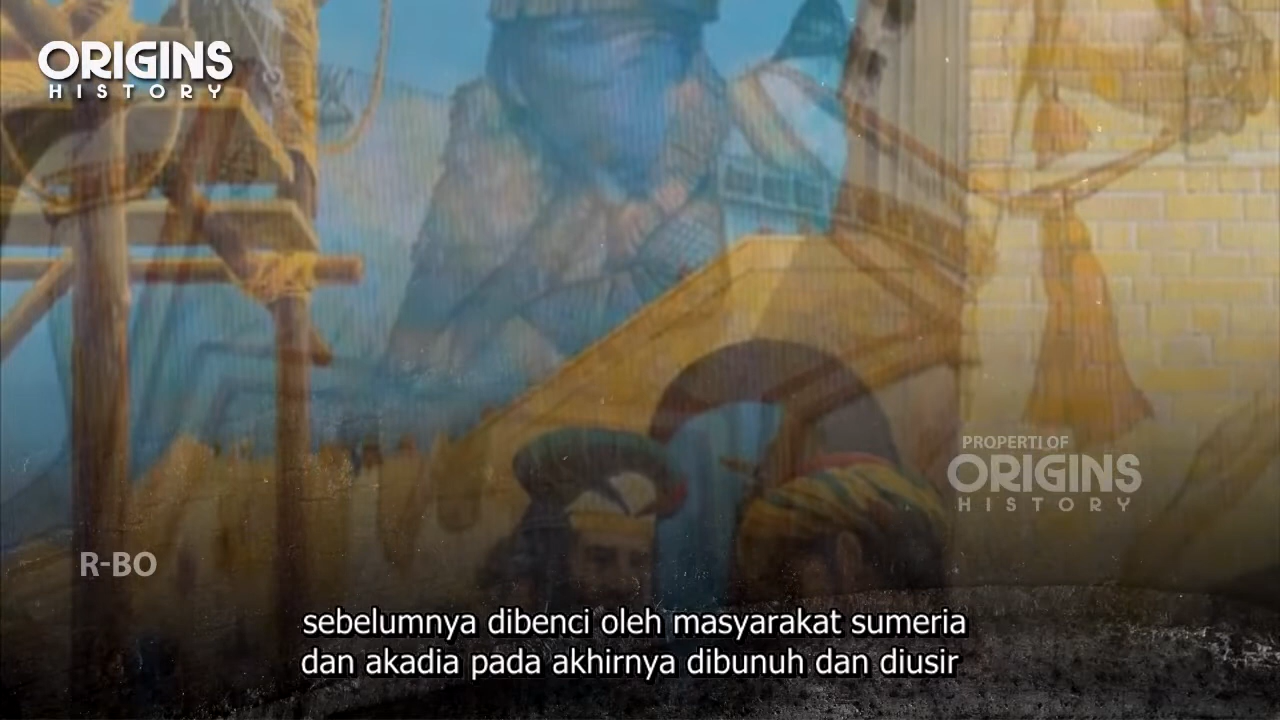 ORIGINS
HISTORY
PROPERTI OF
ORIGINS
HISTORY
R-BO
sebelumnya dibenci oleh masyarakat sumeria
dan akadia pada akhirnya dibunuh dan diusir